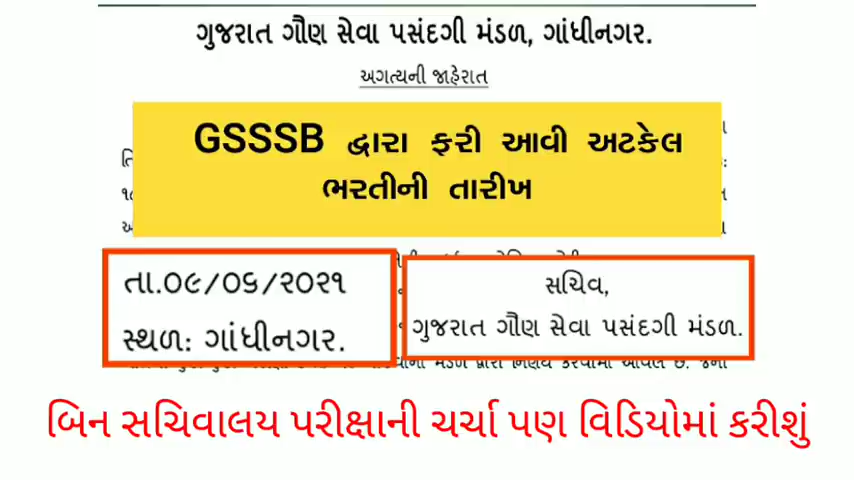 ગુજરાત ગૌણ સેવા પસંદગી મંડળ, ગાંધીનગર.
અગત્યની જાહેરાત
GSSSB દ્વારા ફરી આવી અટકેલ
ભરતીની તારીખ
તા.૦૯/૦૬/૨૦૨૧
સ્થળ: ગાંધીનગર.
સચિવ,
ગુજરાત ગૌણ સેવા પસંદગી મંડળ.
બિન સચિવાલય પરીક્ષાની ચર્ચા પણ વિડિયોમાં કરીશું